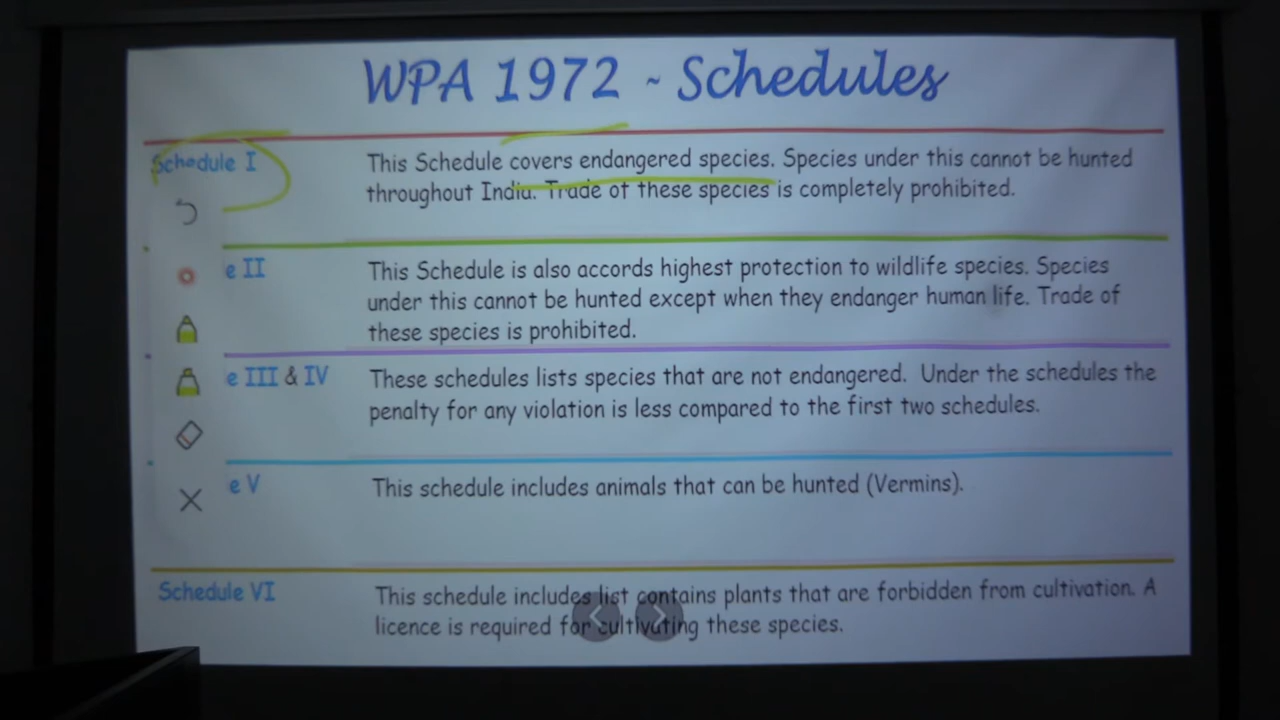 WPA 1972 ~ Schedules
Schedule I
This Schedule covers endangered species. Species under this cannot be hunted
throughout India. Trade of these species is completely prohibited.
e II
This Schedule is also accords highest protection to wildlife species. Species
under this cannot be hunted except when they endanger human life. Trade of
these species is prohibited.
e III & IV
These schedules lists species that are not endangered. Under the schedules the
penalty for any violation is less compared to the first two schedules.
e V
This schedule includes animals that can be hunted (Vermins).
Schedule VI
This schedule includes list contains plants that are forbidden from cultivation. A
licence is required for cultivating these species.